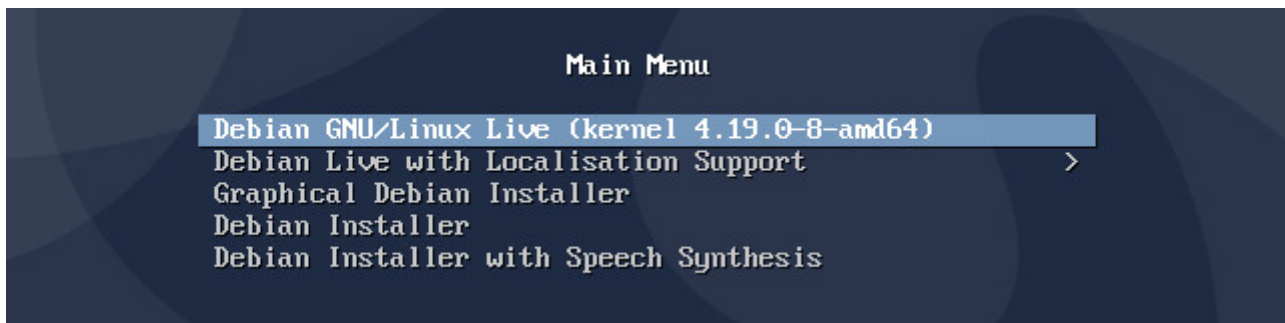 Main Menu
Debian GNU/Linux Live (kernel 4.19.0-8-amd64)
Debian Live with Localisation Support >
Graphical Debian Installer
Debian Installer
Debian Installer with Speech Synthesis